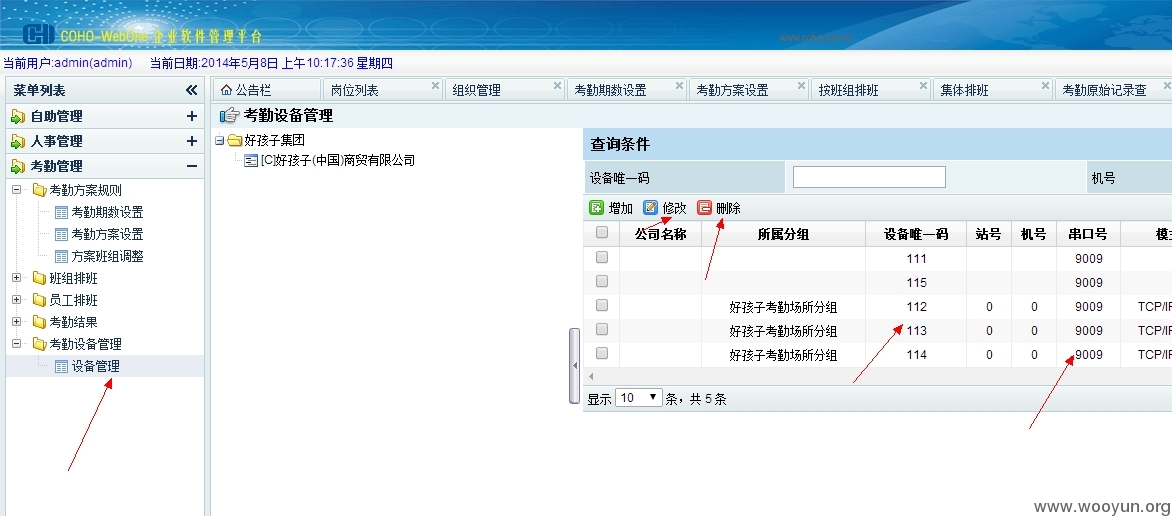 COHO-WebOne 企业软件管理平台
当前用户:admin(admin) 当前日期:2014年5月8日 上午10:17:36 星期四
菜单列表
公告栏 岗位列表 组织管理 考勤期数设置 考勤方案设置 按班组排班 集体排班 考勤原始记录查
自助管理
人事管理
考勤管理
考勤方案规则
考勤期数设置
考勤方案设置
方案班组调整
班组排班
员工排班
考勤结果
考勤设备管理
设备管理
考勤设备管理
好孩子集团
[C]好孩子(中国)商贸有限公司
查询条件
设备唯一码 机号
增加 修改 删除
公司名称 所属分组 设备唯一码 站号 机号 串口号
111 9009
115 9009
好孩子考勤场所分组 112 0 0 9009 TCP/IF
好孩子考勤场所分组 113 0 0 9009 TCP/IF
好孩子考勤场所分组 114 0 0 9009 TCP/IF
显示 10 条，共 5 条
www.wooyun.org